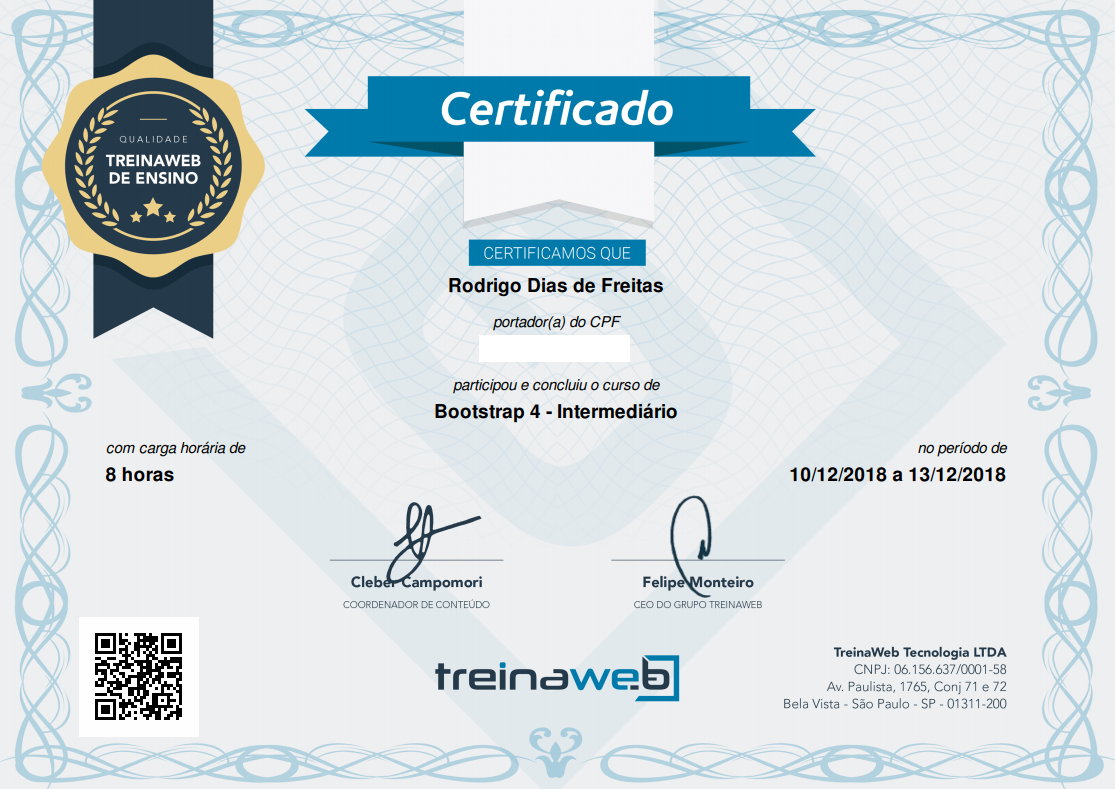 Certificado
QUALIDADE
TREINAWEB
DE ENSINO
CERTIFICAMOS QUE
Rodrigo Dias de Freitas
portador(a) do CPF
participou e concluiu o curso de
Bootstrap 4 - Intermediário
com carga horária de
8 horas
no período de
10/12/2018 a 13/12/2018
Cleber Campomori
COORDENADOR DE CONTEÚDO
Felipe Monteiro
CEO DO GRUPO TREINAWEB
treinaweb
TreinaWeb Tecnologia LTDA
CNPJ: 06.156.637/0001-58
Av. Paulista, 1765, Conj 71 e 72
Bela Vista - São Paulo - SP - 01311-200